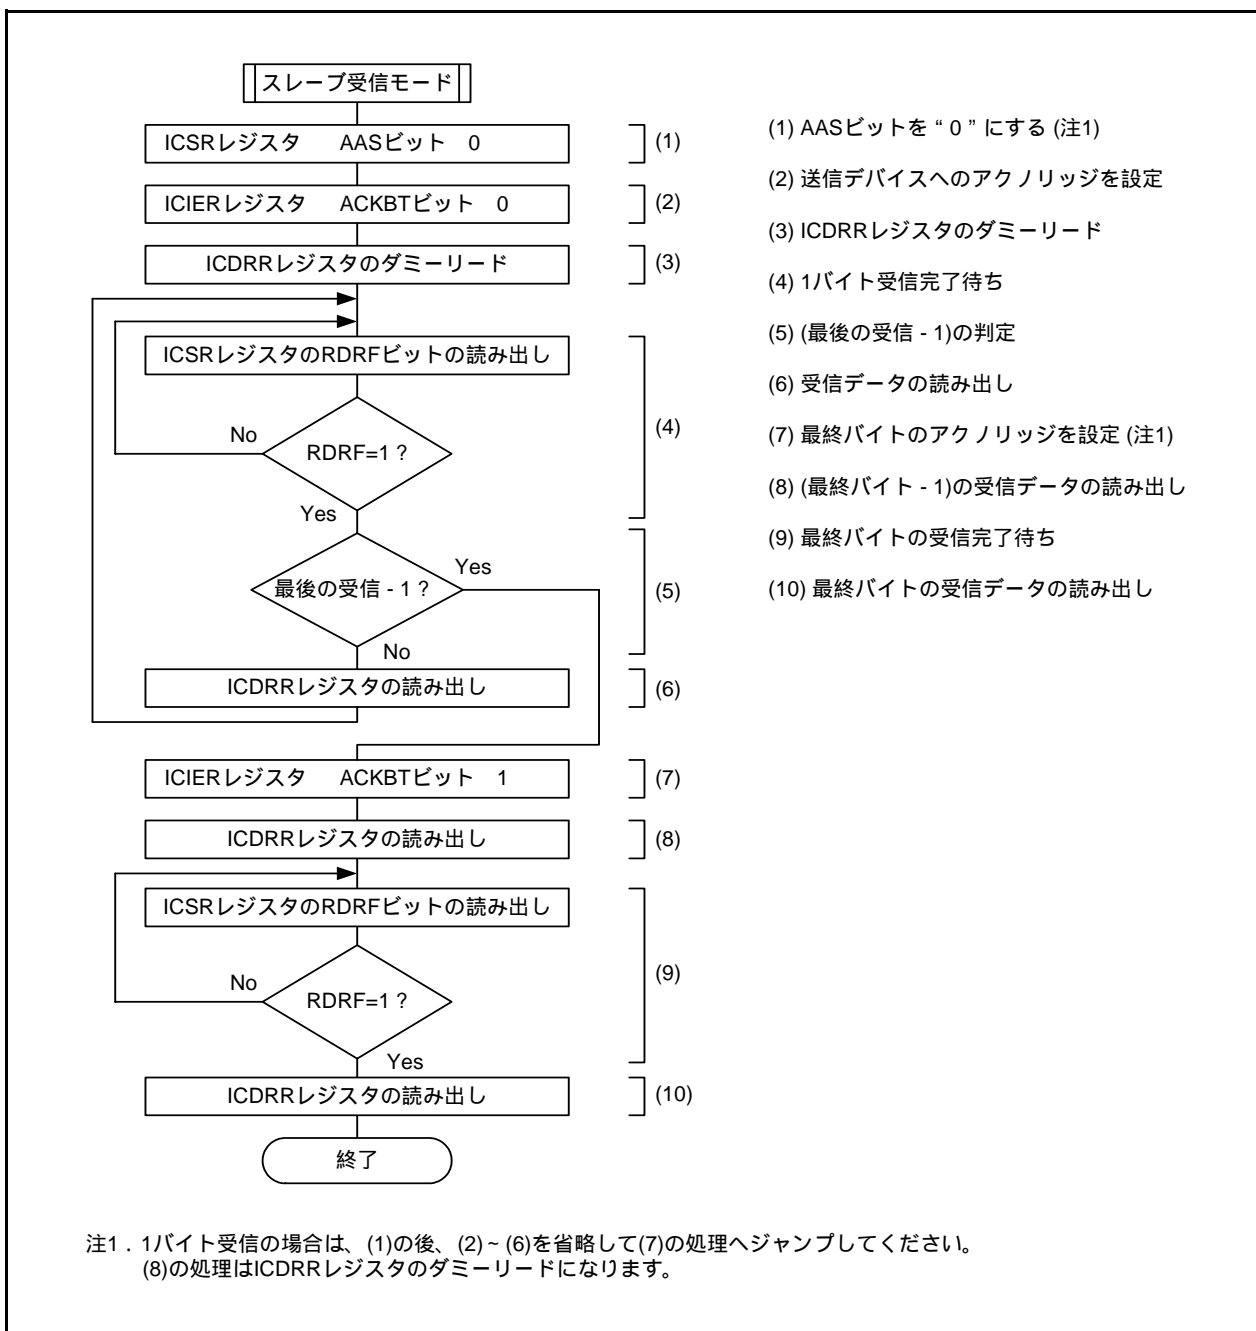 スレーブ受信モード
ICSRレジスタ　AASビット　0
(1)
ICIERレジスタ　ACKBTビット　0
(2)
ICDRRレジスタのダミーリード
(3)
ICSRレジスタのRDRFビットの読み出し
No
RDRF=1 ?
(4)
Yes
最後の受信 - 1 ?
Yes
(5)
No
ICDRRレジスタの読み出し
(6)
ICIERレジスタ　ACKBTビット　1
(7)
ICDRRレジスタの読み出し
(8)
ICSRレジスタのRDRFビットの読み出し
No
RDRF=1 ?
(9)
Yes
ICDRRレジスタの読み出し
(10)
終了
(1) AASビットを “ 0 ” にする (注1)
(2) 送信デバイスへのアクノリッジを設定
(3) ICDRRレジスタのダミーリード
(4) 1バイト受信完了待ち
(5) (最後の受信 - 1)の判定
(6) 受信データの読み出し
(7) 最終バイトのアクノリッジを設定 (注1)
(8) (最終バイト - 1)の受信データの読み出し
(9) 最終バイトの受信完了待ち
(10) 最終バイトの受信データの読み出し
注1．1バイト受信の場合は、(1)の後、(2) ~ (6)を省略して(7)の処理へジャンプしてください。
(8)の処理はICDRRレジスタのダミーリードになります。